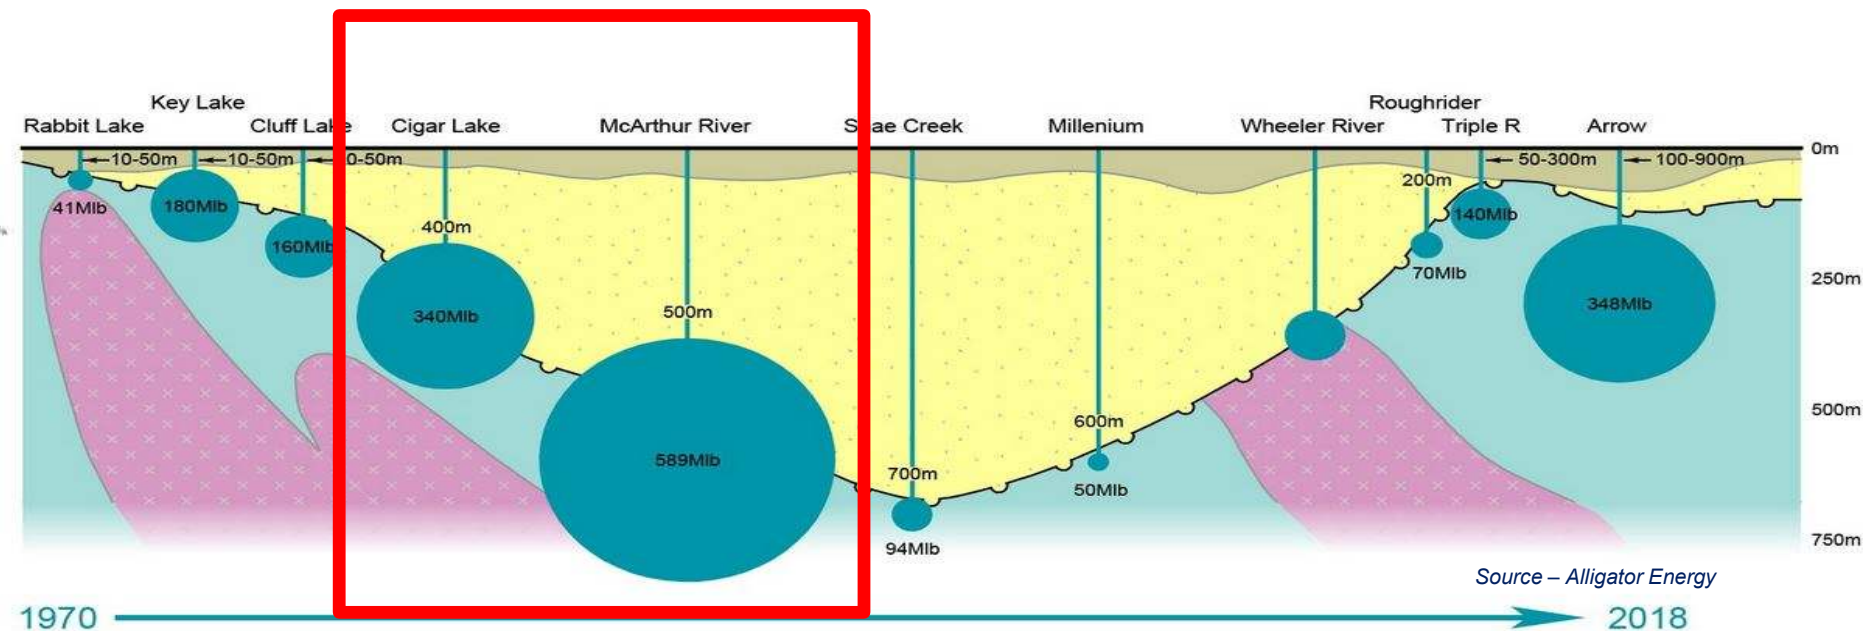 Key Lake
Roughrider
Rabbit Lake
Cluff Lake
Cigar Lake
McArthur River
Creek
Millenium
Wheeler River
Triple R
Arrow
0m
10-50m
10-50m
0-50m
50-300m
100-900m
200m
41Mlb
180Mlb
140Mlb
400m
160Mlb
70Mlb
250m
340Mlb
500m
348Mlb
500m
600m
589Mlb
700m
50Mlb
94Mlb
750m
Source – Alligator Energy
1970
2018